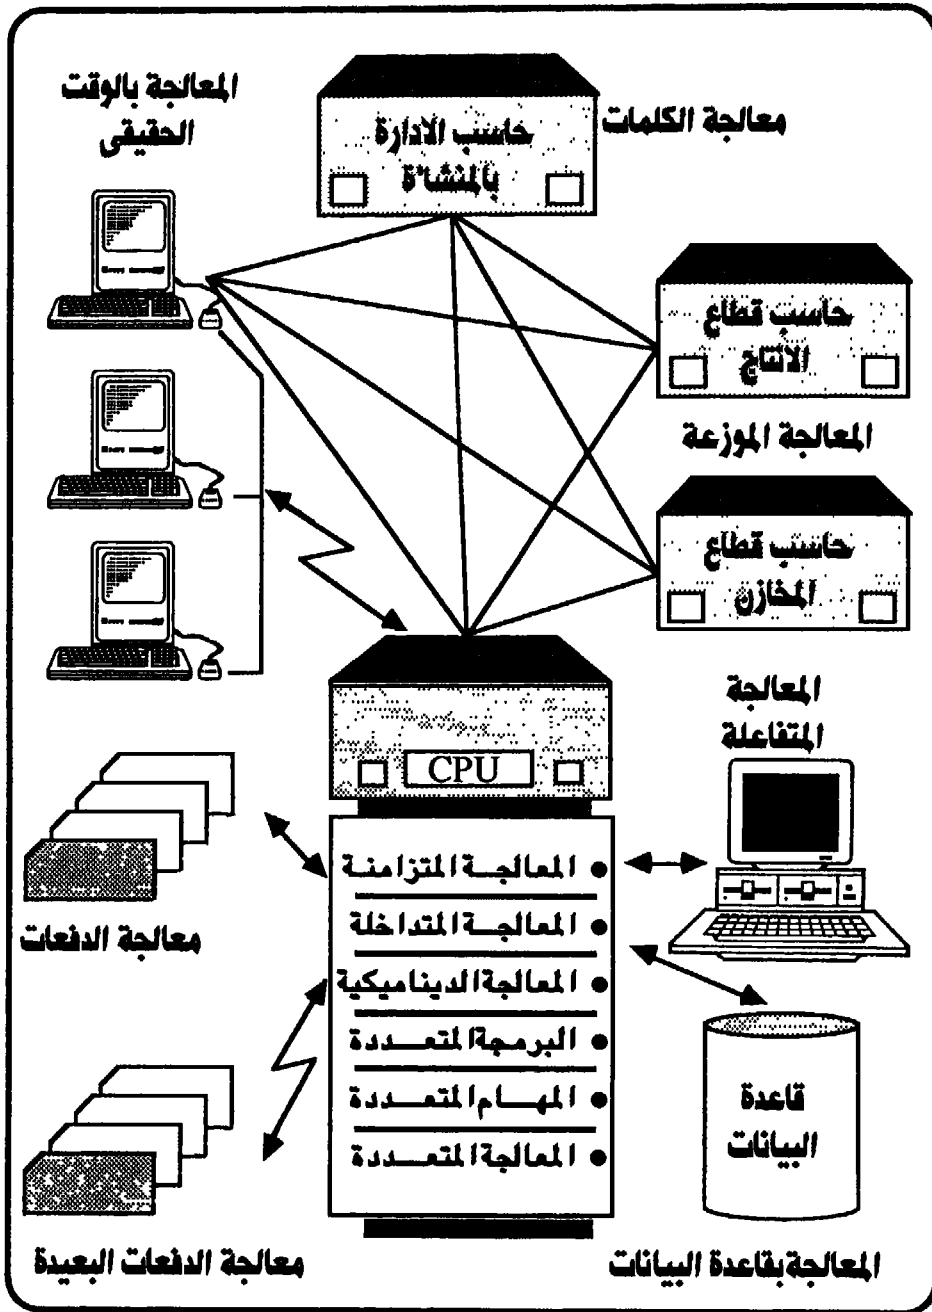 المعالجة بالوقت
الحقيقى
حاسب الادارة
بالمنشأة
معالجة الكلمات
حاسب قطاع
الانتاج
المعالجة الموزعة
حاسب قطاع
المخازن
المعالجة
المتفاعلة
CPU
• المعالجة المتزامنة
• المعالجة المتداخلة
• المعالجة الديناميكية
• البرمجة المتعددة
• المهام المتعددة
• المعالجة المتعددة
معالجة الدفعات
قاعدة
البيانات
معالجة الدفعات البعيدة
المعالجة بقاعدة البيانات